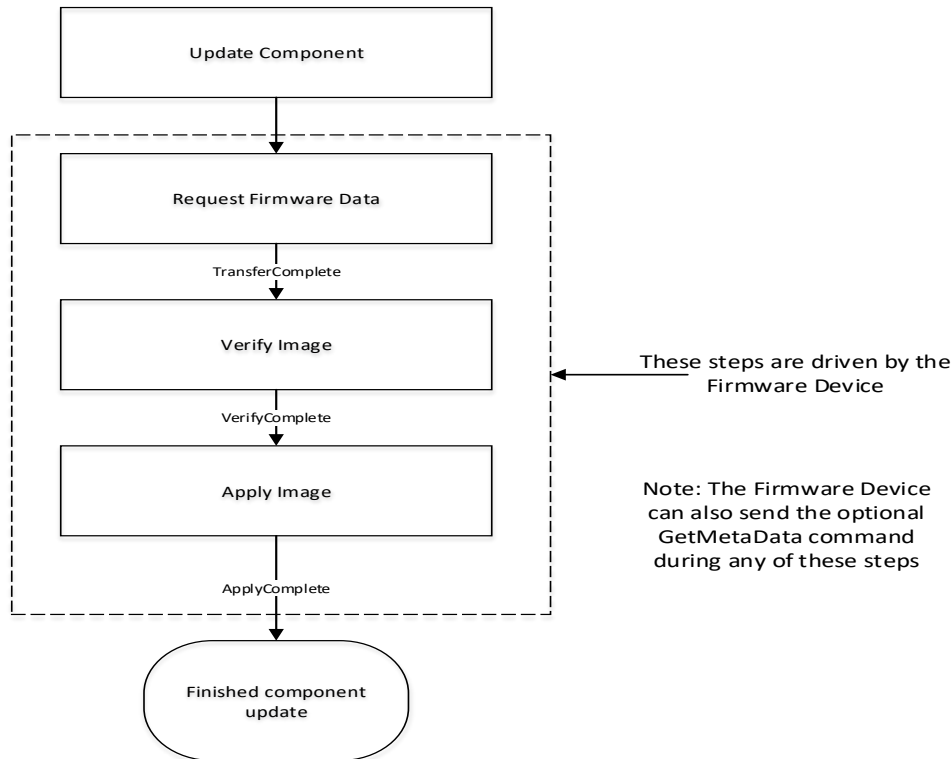 Update Component
Request Firmware Data
TransferComplete
Verify Image
VerifyComplete
Apply Image
ApplyComplete
Finished component
update
These steps are driven by the
Firmware Device
Note: The Firmware Device
can also send the optional
GetMetaData command
during any of these steps